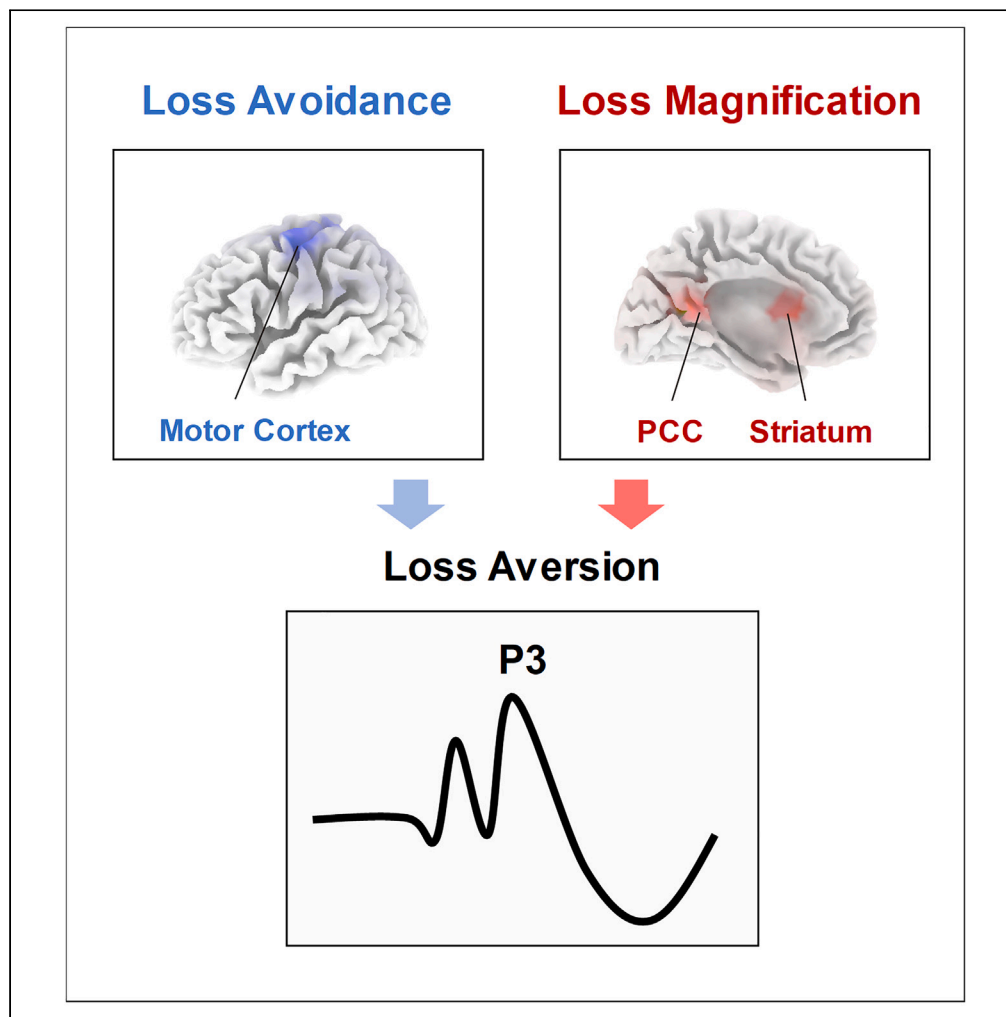 Loss Avoidance
Loss Magnification
Motor Cortex
PCC
Striatum
Loss Aversion
P3